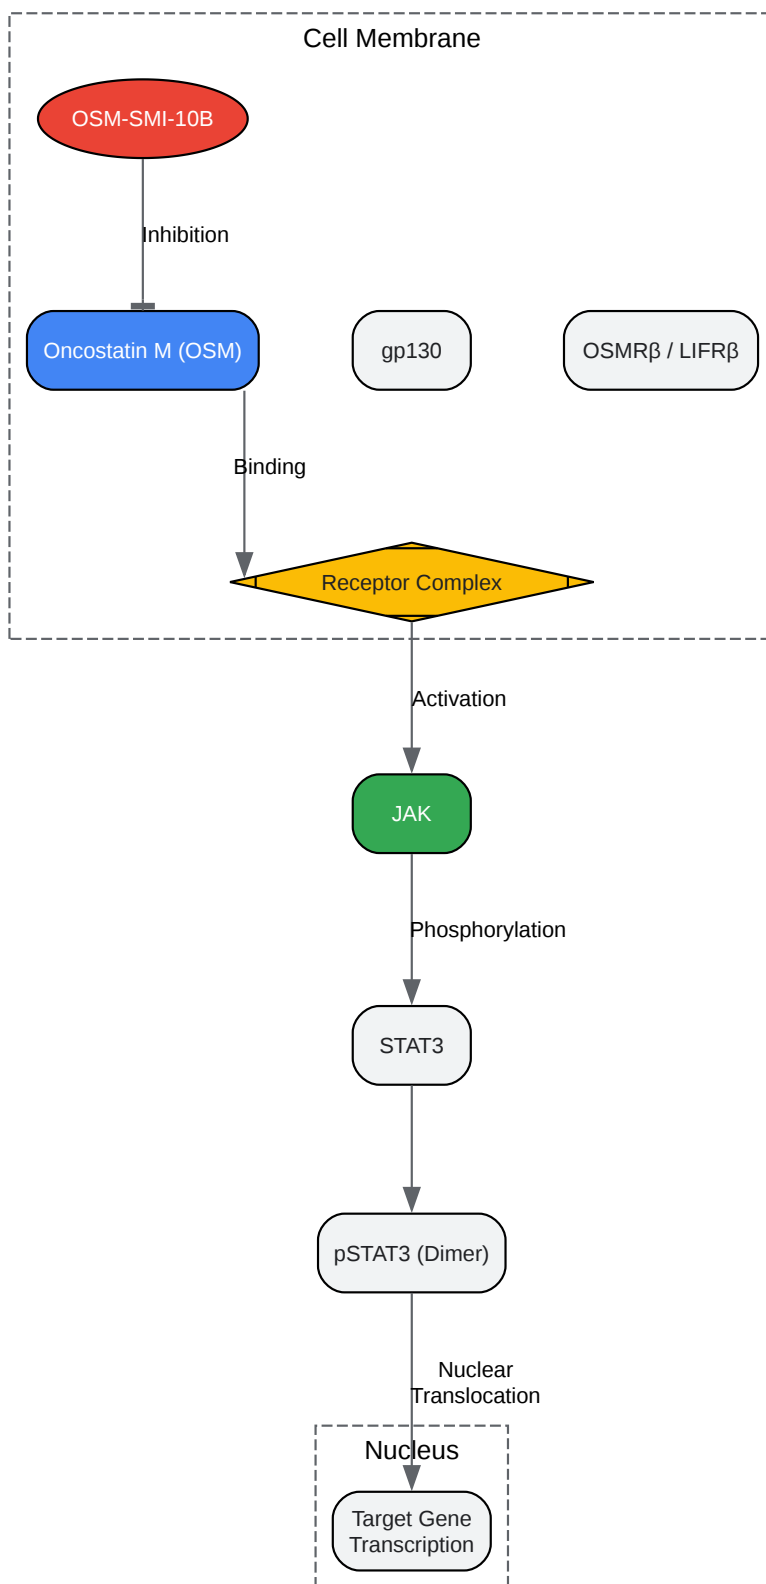 Cell Membrane
OSM-SMI-10B
Inhibition
Oncostatin M (OSM)
gp130
OSMRβ / LIFRβ
Binding
Receptor Complex
Activation
JAK
Phosphorylation
STAT3
pSTAT3 (Dimer)
Nuclear
Translocation
Nucleus
Target Gene
Transcription